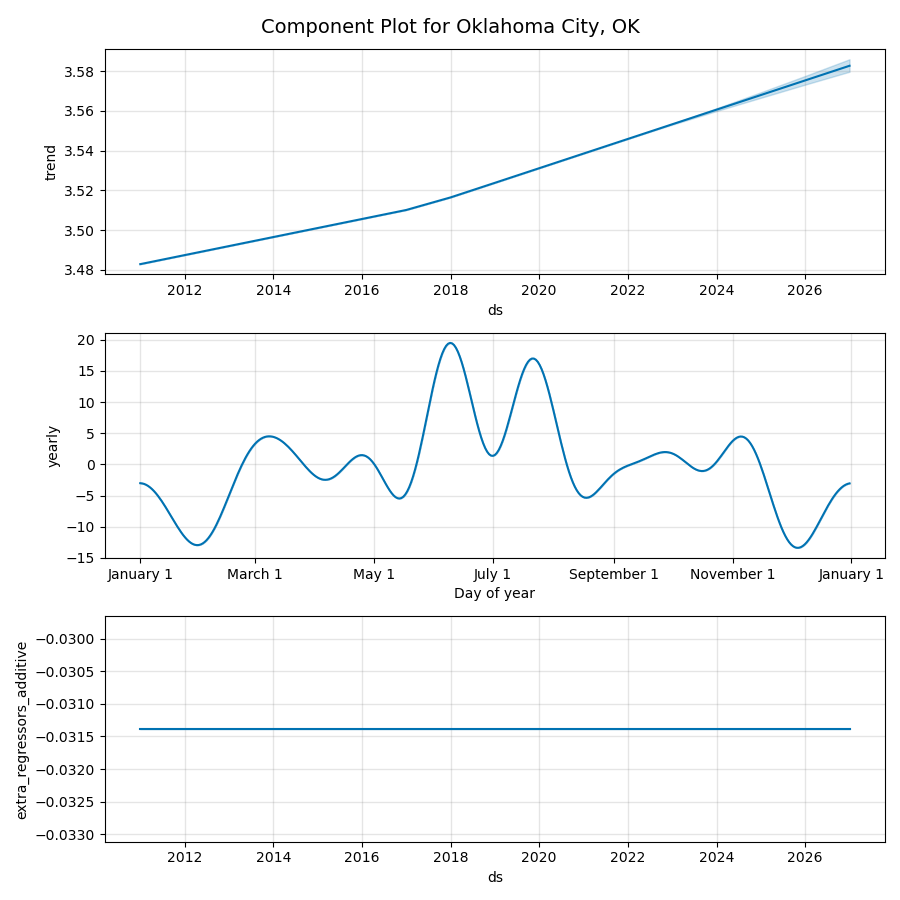 Component Plot for Oklahoma City, OK
3.58
3.56
3.54
3.52
3.50
3.48
trend
2012 2014 2016 2018 2020 2022 2024 2026
ds
20
15
10
5
0
−5
−10
−15
yearly
January 1 March 1 May 1 July 1 September 1 November 1 January 1
Day of year
−0.0300
−0.0305
−0.0310
−0.0315
−0.0320
−0.0325
−0.0330
extra_regressors_additive
2012 2014 2016 2018 2020 2022 2024 2026
ds